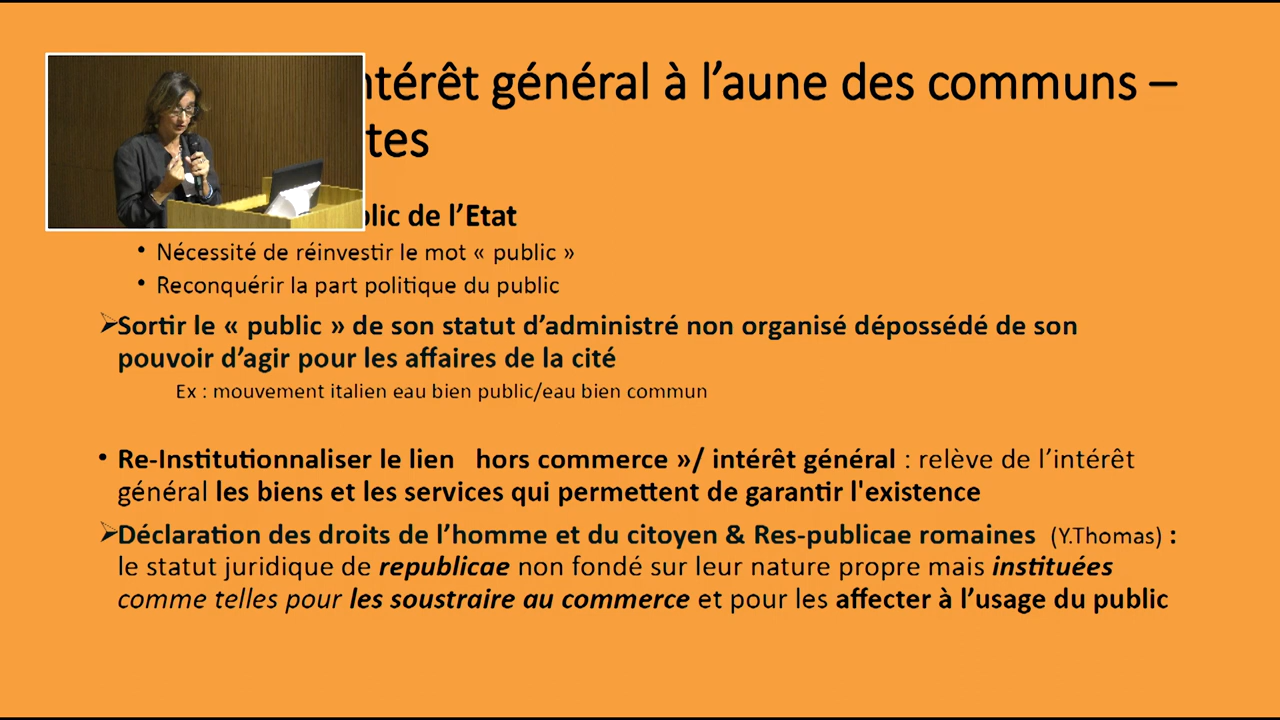 ntérêt général à l’aune des communs –
tes
blic de l’Etat
• Nécessité de réinvestir le mot « public »
• Reconquérir la part politique du public
➢Sortir le « public » de son statut d’administré non organisé dépossédé de son
pouvoir d’agir pour les affaires de la cité
Ex : mouvement italien eau bien public/eau bien commun
• Re-Institutionnaliser le lien hors commerce »/ intérêt général : relève de l’intérêt
général les biens et les services qui permettent de garantir l'existence
➢Déclaration des droits de l’homme et du citoyen & Res-publicae romaines (Y.Thomas) :
le statut juridique de republicae non fondé sur leur nature propre mais instituées
comme telles pour les soustraire au commerce et pour les affecter à l’usage du public